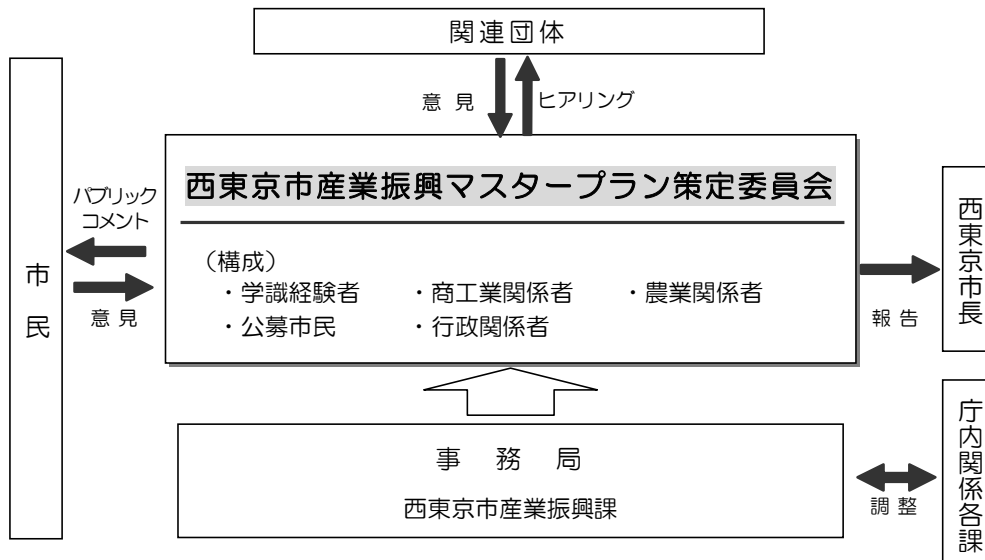 関連団体
意見
ヒアリング
西東京市産業振興マスタープラン策定委員会
パブリック
コメント
意見
市民
（構成）
・学識経験者 ・商工業関係者 ・農業関係者
・公募市民 ・行政関係者
報告
西東京市長
事務局
西東京市産業振興課
調整
庁内関係各課